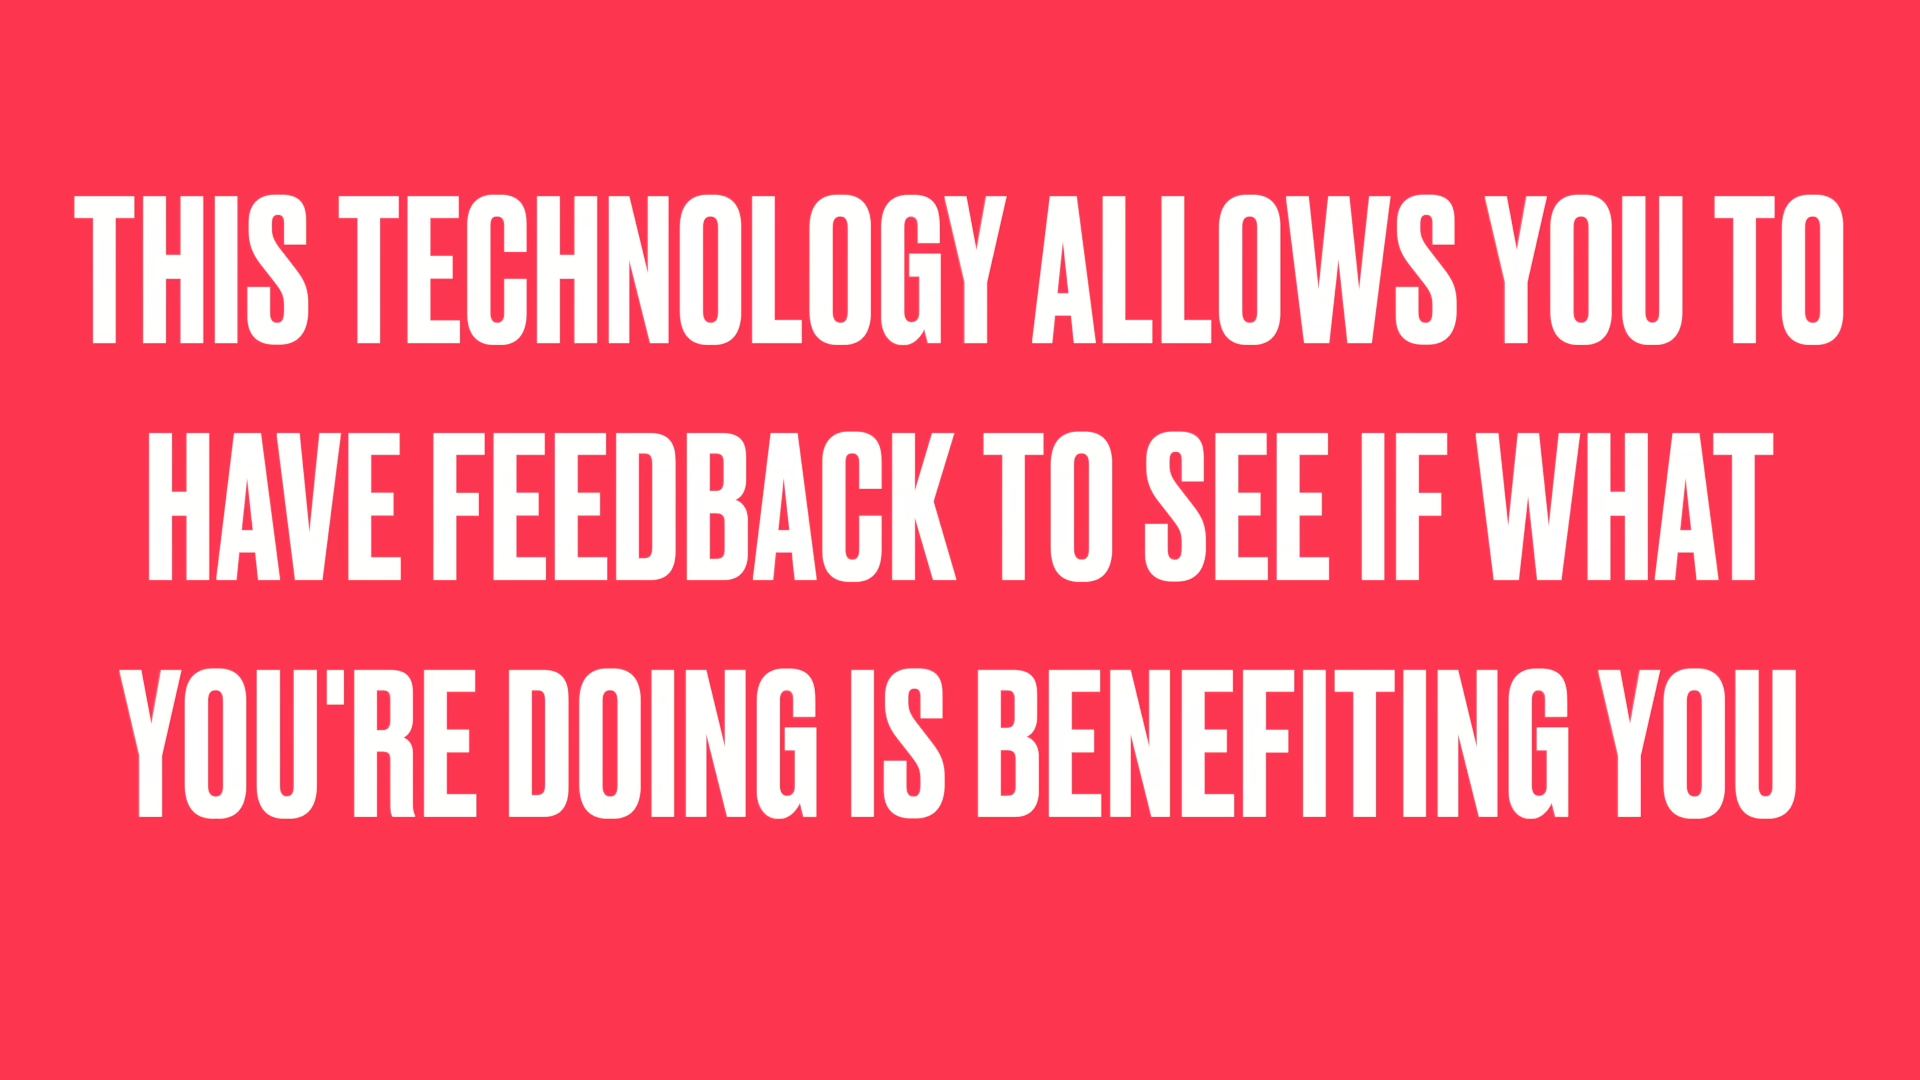 THIS TECHNOLOGY ALLOWS YOU TO
HAVE FEEDBACK TO SEE IF WHAT
YOU'RE DOING IS BENEFITING YOU